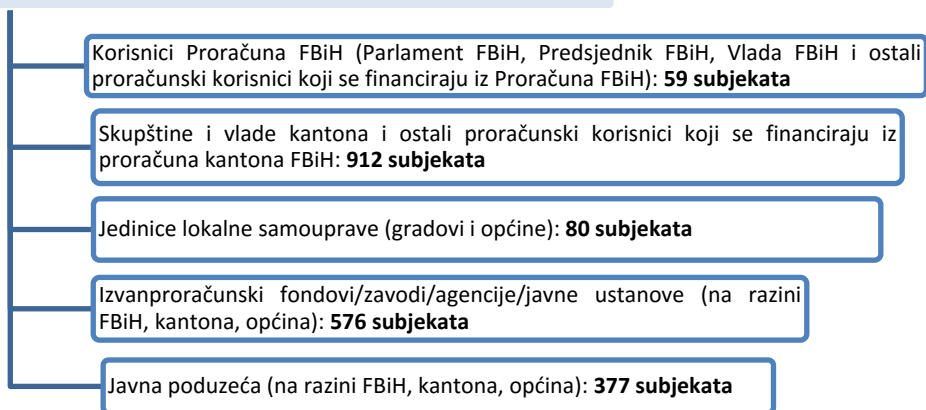 Korisnici Proračuna FBiH (Parlament FBiH, Predsjednik FBiH, Vlada FBiH i ostali
proračunski korisnici koji se financiraju iz Proračuna FBiH): 59 subjekata
Skupštine i vlade kantona i ostali proračunski korisnici koji se financiraju iz
proračuna kantona FBiH: 912 subjekata
Jedinice lokalne samouprave (gradovi i općine): 80 subjekata
Izvanproračunski fondovi/zavodi/agencije/javne ustanove (na razini
FBiH, kantona, općina): 576 subjekata
Javna poduzeća (na razini FBiH, kantona, općina): 377 subjekata